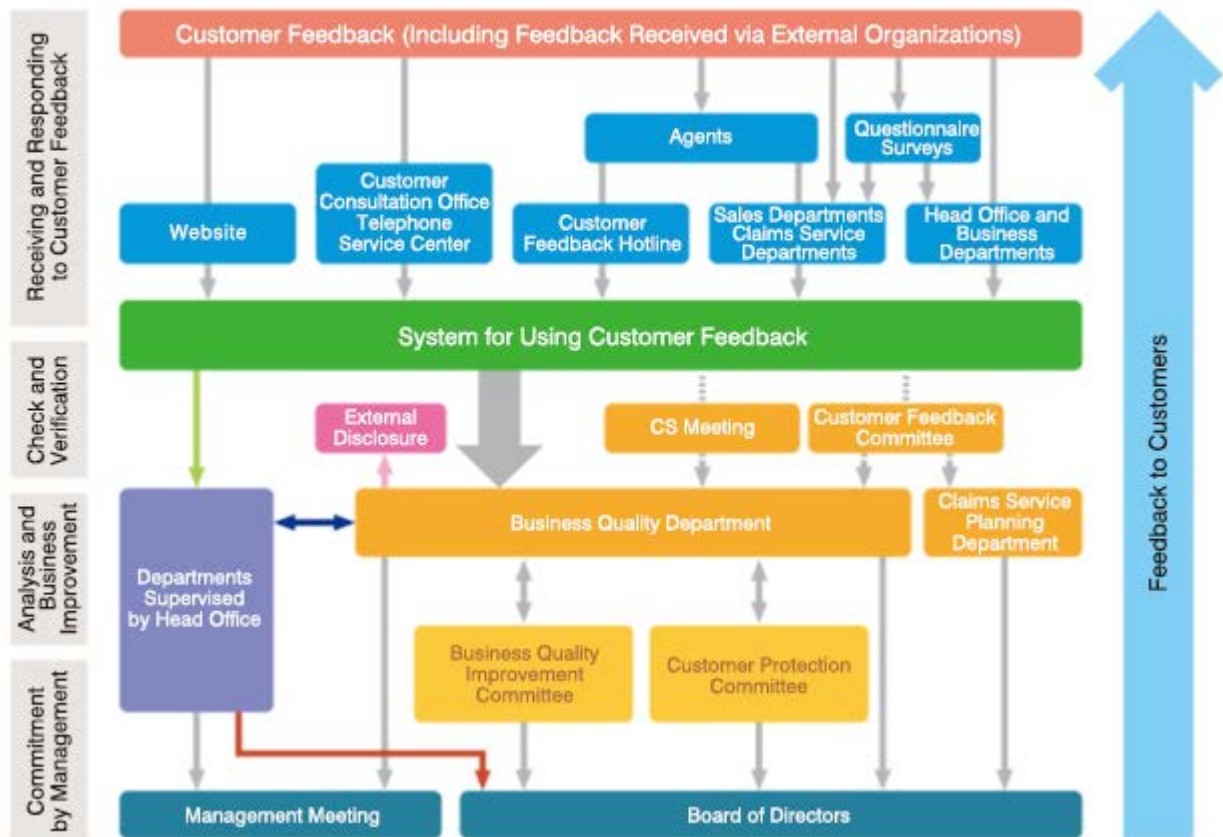 Customer Feedback (Including Feedback Received via External Organizations)
Receiving and Responding
to Customer Feedback
Agents
Questionnaire
Surveys
Website
Customer
Consultation Office
Telephone
Service Center
Customer
Feedback Hotline
Sales Departments
Claims Service
Departments
Head Office and
Business
Departments
System for Using Customer Feedback
Check and
Verification
External
Disclosure
CS Meeting
Customer Feedback
Committee
Analysis and
Business
Improvement
Departments
Supervised
by Head Office
Business Quality Department
Claims Service
Planning
Department
Business Quality
Improvement
Committee
Customer Protection
Committee
Commitment
by Management
Management Meeting
Board of Directors
Feedback to Customers